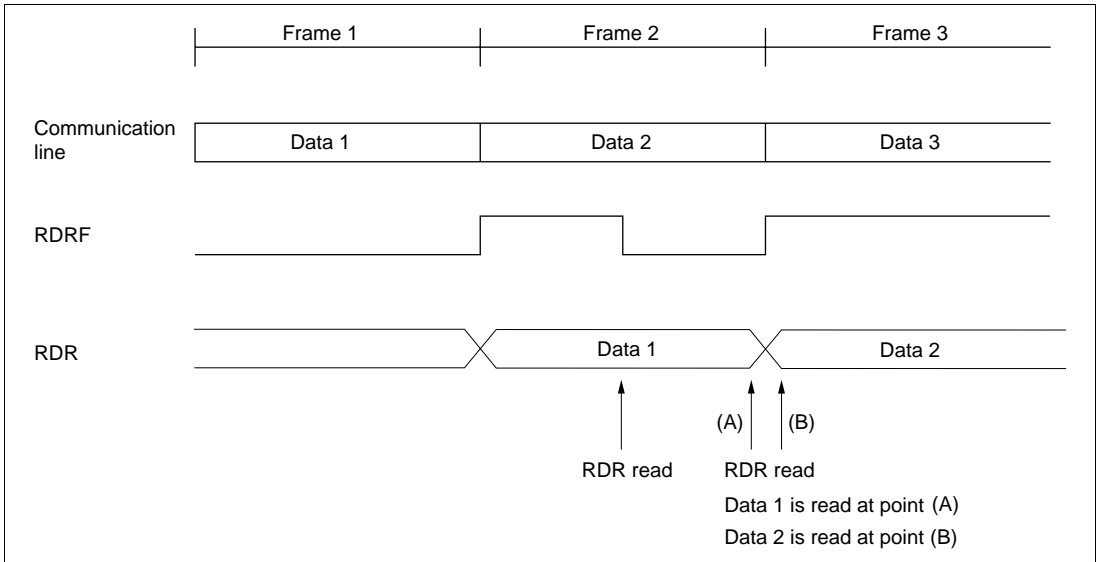 Frame 1 Frame 2 Frame 3
Communication
line
Data 1 Data 2 Data 3
RDRF
RDR
Data 1 Data 2
(A) (B)
RDR read RDR read
Data 1 is read at point (A)
Data 2 is read at point (B)